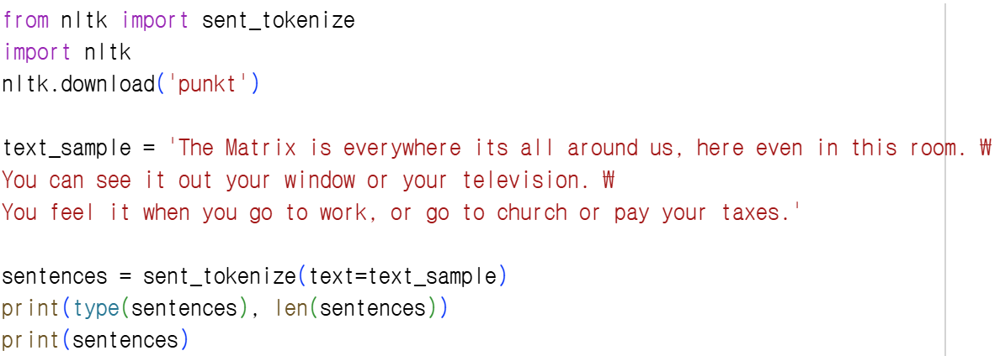 from nltk import sent_tokenize
import nltk
nltk.download('punkt')
text_sample = 'The Matrix is everywhere its all around us, here even in this room. ₩
You can see it out your window or your television. ₩
You feel it when you go to work, or go to church or pay your taxes.'
sentences = sent_tokenize(text=text_sample)
print(type(sentences), len(sentences))
print(sentences)